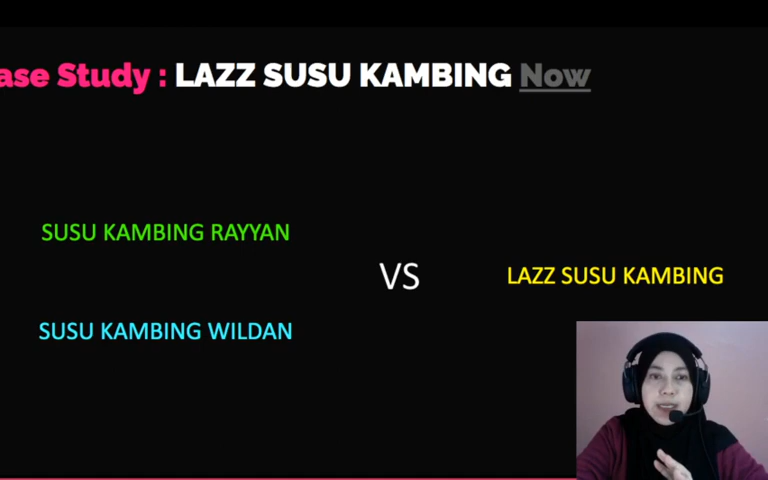 ase Study : LAZZ SUSU KAMBING Now
SUSU KAMBING RAYYAN
VS
LAZZ SUSU KAMBING
SUSU KAMBING WILDAN